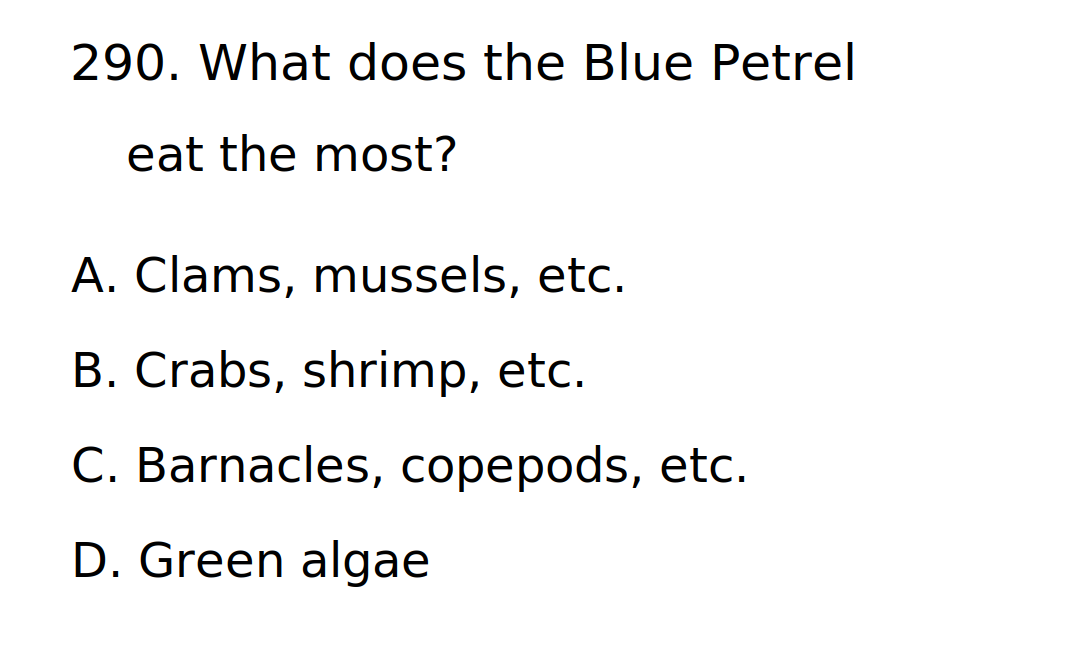 290. What does the Blue Petrel
eat the most?
A. Clams, mussels, etc.
B. Crabs, shrimp, etc.
C. Barnacles, copepods, etc.
D. Green algae